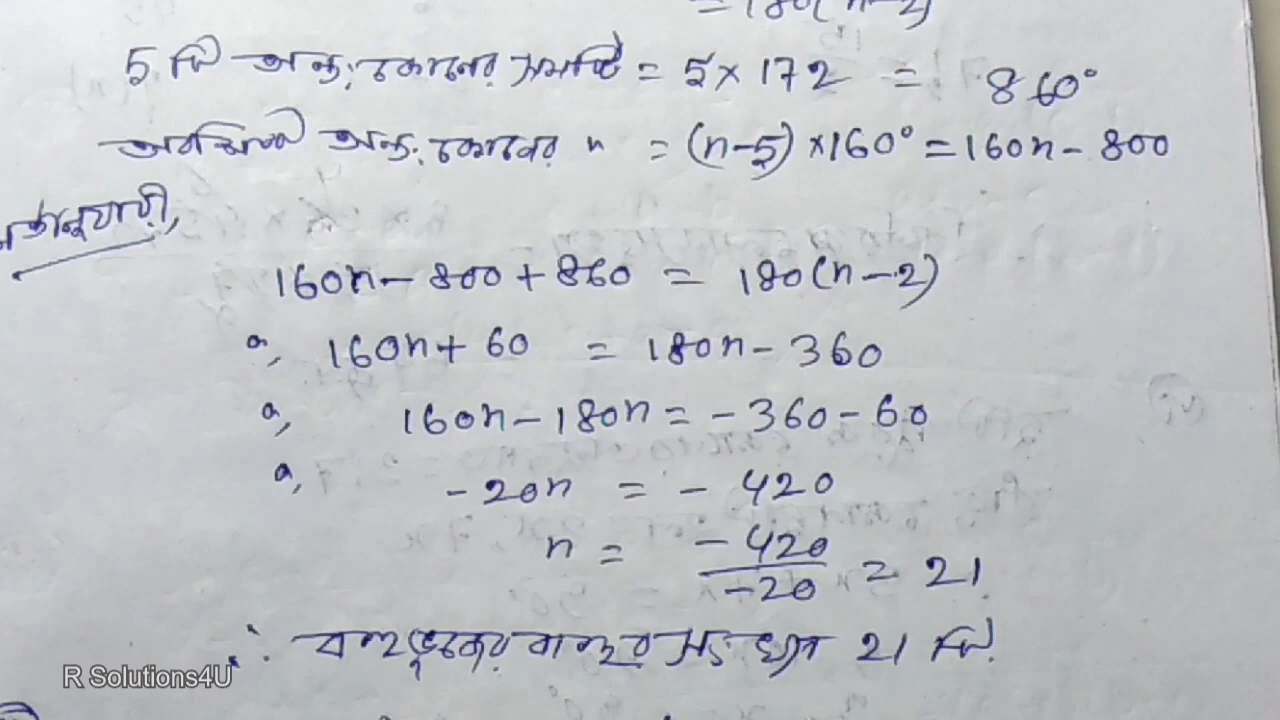 = 180(n-2)
5 টি অন্ত:কোনের সমষ্টি = 5 × 172 = 860°
অবশিষ্ট অন্ত:কোনের " = (n-5) ×160° = 160n - 800
160n - 800 + 860 = 180(n-2)
বা, 160n + 60 = 180n - 360
বা, 160n - 180n = - 360 - 60
বা, - 20n = - 420
n = - 420 / - 20 = 21
∴ বহুভুজের বাহুর সংখ্যা 21 টি.
R Solutions4U